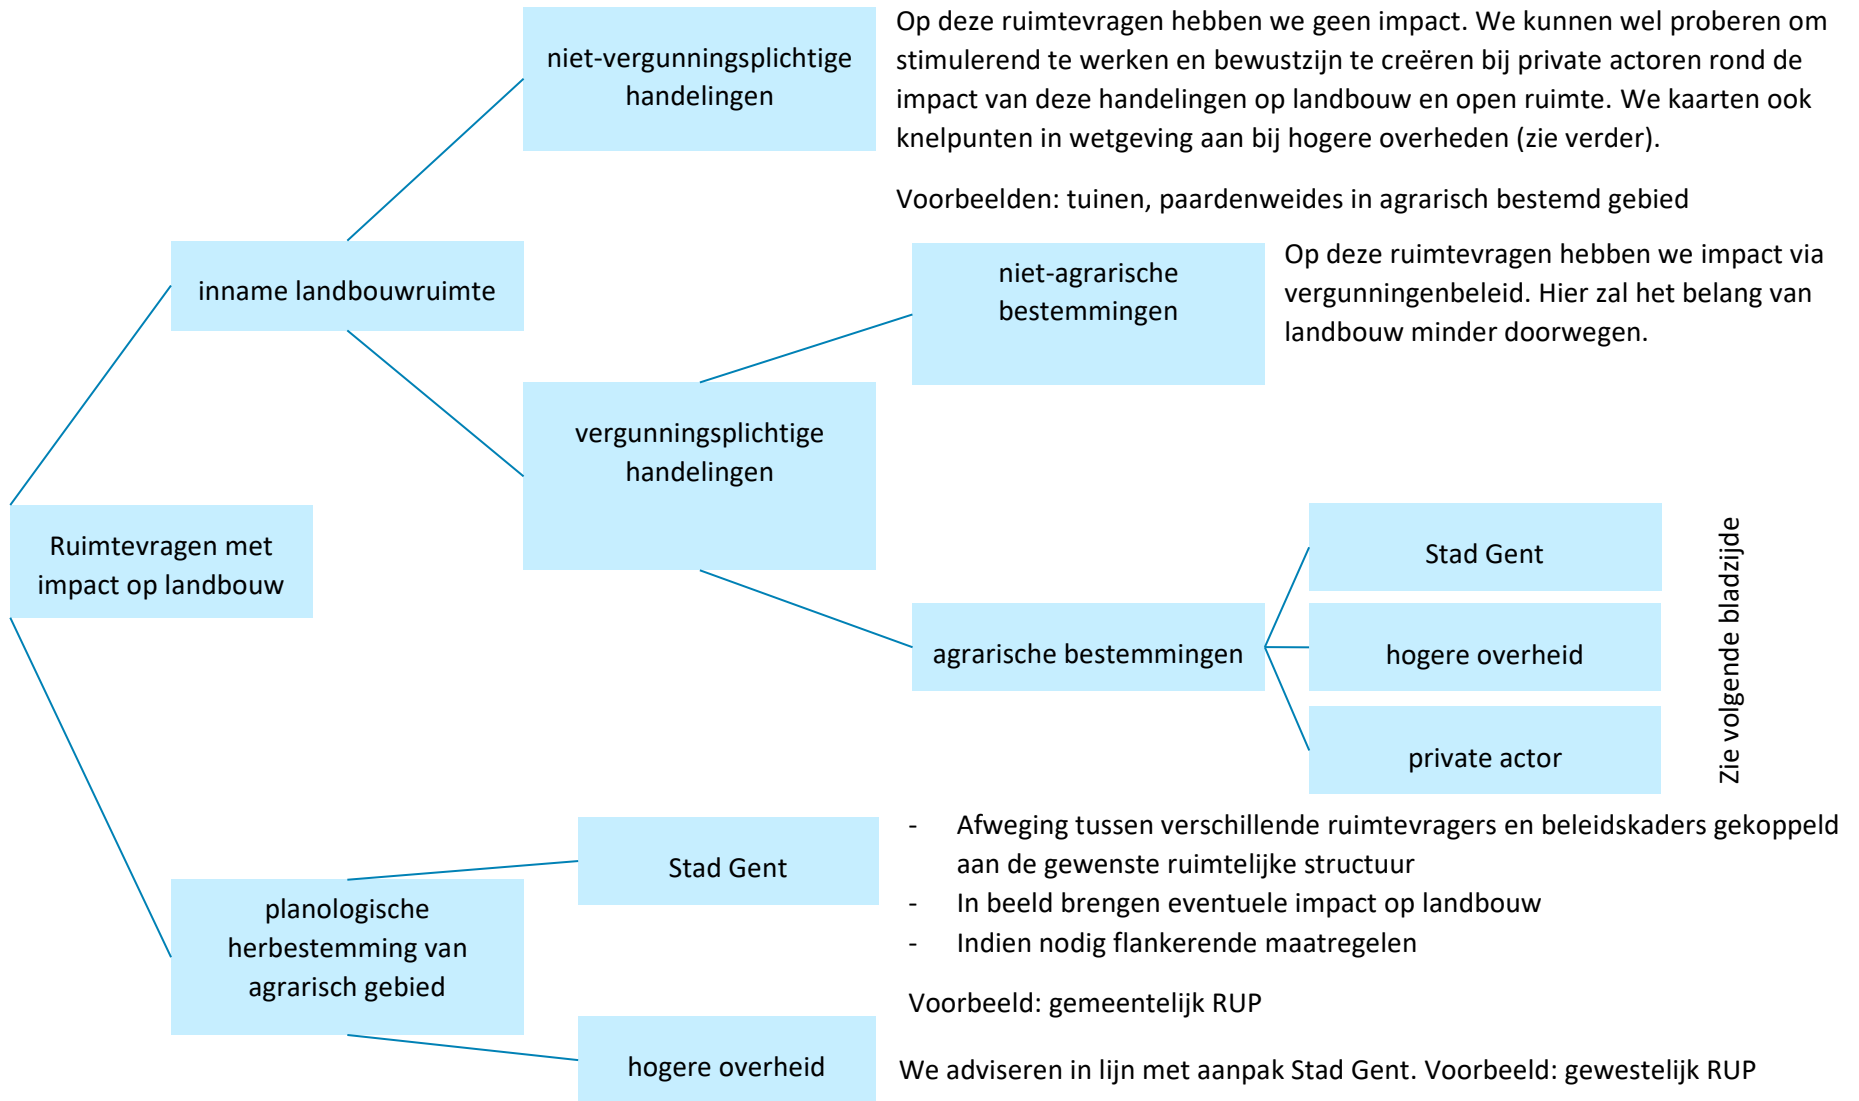 niet-vergunningsplichtige
handelingen
Op deze ruimtevragen hebben we geen impact. We kunnen wel proberen om
stimulerend te werken en bewustzijn te creëren bij private actoren rond de
impact van deze handelingen op landbouw en open ruimte. We kaarten ook
knelpunten in wetgeving aan bij hogere overheden (zie verder).
Voorbeelden: tuinen, paardenweides in agrarisch bestemd gebied
inname landbouwruimte
niet-agrarische
bestemmingen
Op deze ruimtevragen hebben we impact via
vergunningenbeleid. Hier zal het belang van
landbouw minder doorwegen.
vergunningsplichtige
handelingen
Ruimtevragen met
impact op landbouw
agrarische bestemmingen
Stad Gent
hogere overheid
private actor
Zie volgende bladzijde
planologische
herbestemming van
agrarisch gebied
Stad Gent
- Afweging tussen verschillende ruimtevragers en beleidskaders gekoppeld
aan de gewenste ruimtelijke structuur
- In beeld brengen eventuele impact op landbouw
- Indien nodig flankerende maatregelen
Voorbeeld: gemeentelijk RUP
hogere overheid
We adviseren in lijn met aanpak Stad Gent. Voorbeeld: gewestelijk RUP